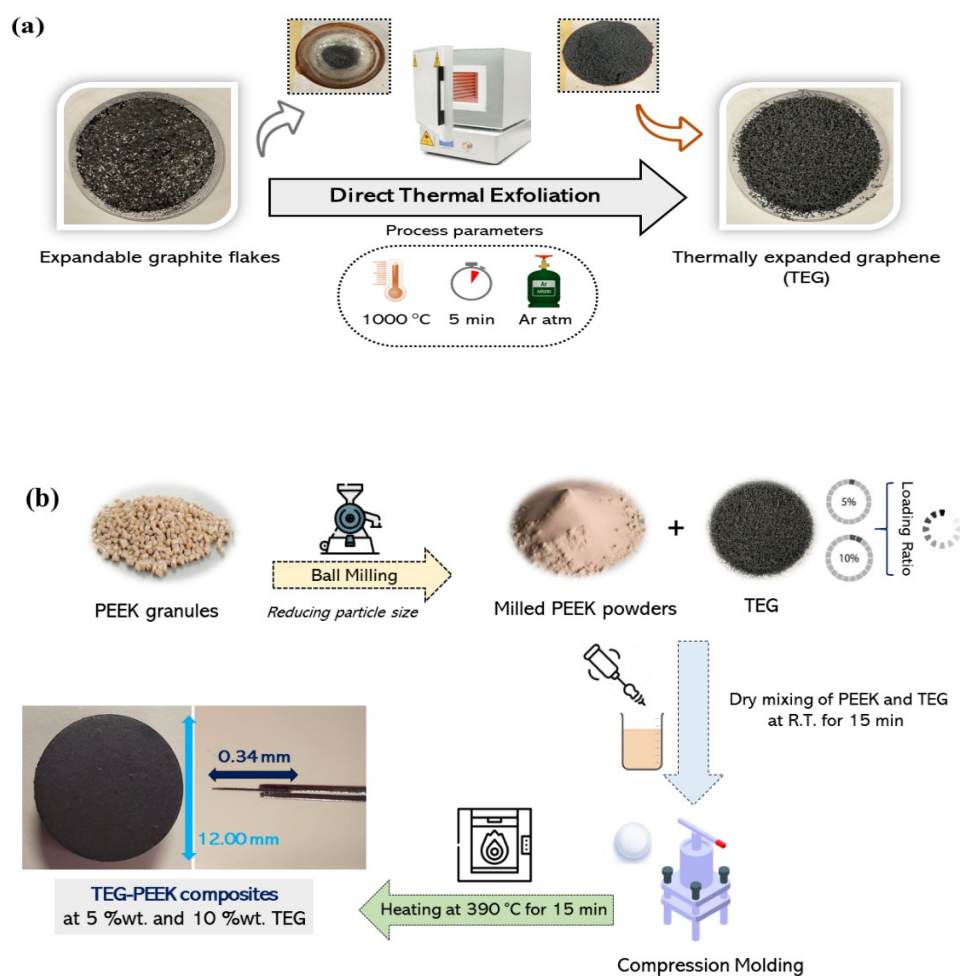 (a)
Direct Thermal Exfoliation
Expandable graphite flakes
Process parameters
Thermally expanded graphene
(TEG)
Ar
ARGON
1000 °C
5 min
Ar atm
(b)
5%
10%
Loading Ratio
Ball Milling
PEEK granules
Reducing particle size
+
Milled PEEK powders
TEG
Dry mixing of PEEK and TEG
at R.T. for 15 min
0.34 mm
12.00 mm
TEG-PEEK composites
at 5 %wt. and 10 %wt. TEG
Heating at 390 °C for 15 min
Compression Molding